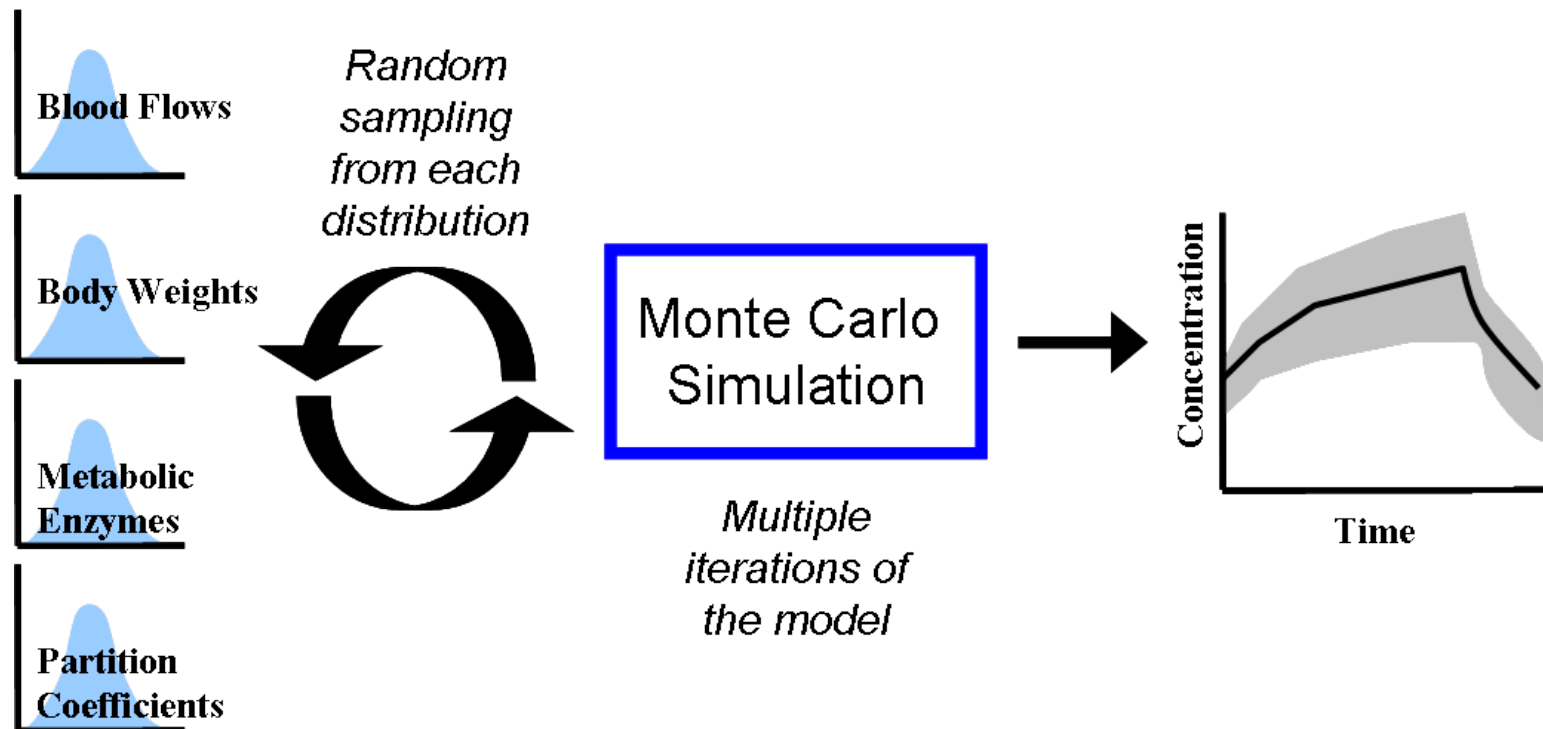 Blood Flows
Body Weights
Metabolic
Enzymes
Partition
Coefficients
Random
sampling
from each
distribution
Monte Carlo
Simulation
Multiple
iterations of
the model
Concentration
Time